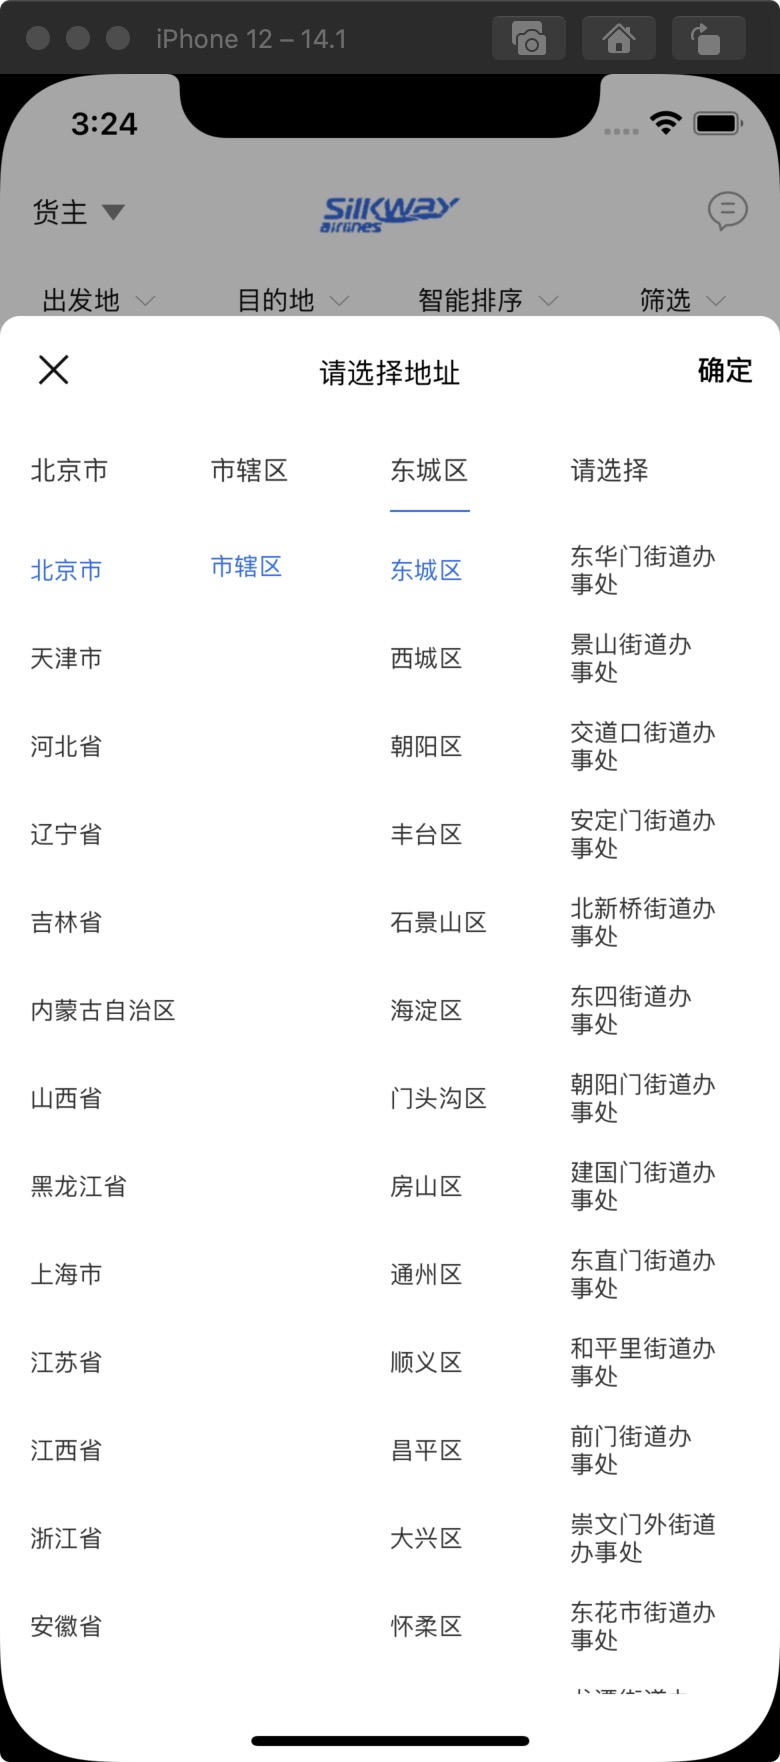 iPhone 12 – 14.1
3:24
货主
Silkway
airlines
出发地 目的地 智能排序 筛选
请选择地址 确定
北京市 市辖区 东城区 请选择
北京市 市辖区 东城区 东华门街道办
事处
天津市 西城区 景山街道办
事处
河北省 朝阳区 交道口街道办
事处
辽宁省 丰台区 安定门街道办
事处
吉林省 石景山区 北新桥街道办
事处
内蒙古自治区 海淀区 东四街道办
事处
山西省 门头沟区 朝阳门街道办
事处
黑龙江省 房山区 建国门街道办
事处
上海市 通州区 东直门街道办
事处
江苏省 顺义区 和平里街道办
事处
江西省 昌平区 前门街道办
事处
浙江省 大兴区 崇文门外街道
办事处
安徽省 怀柔区 东花市街道办
事处